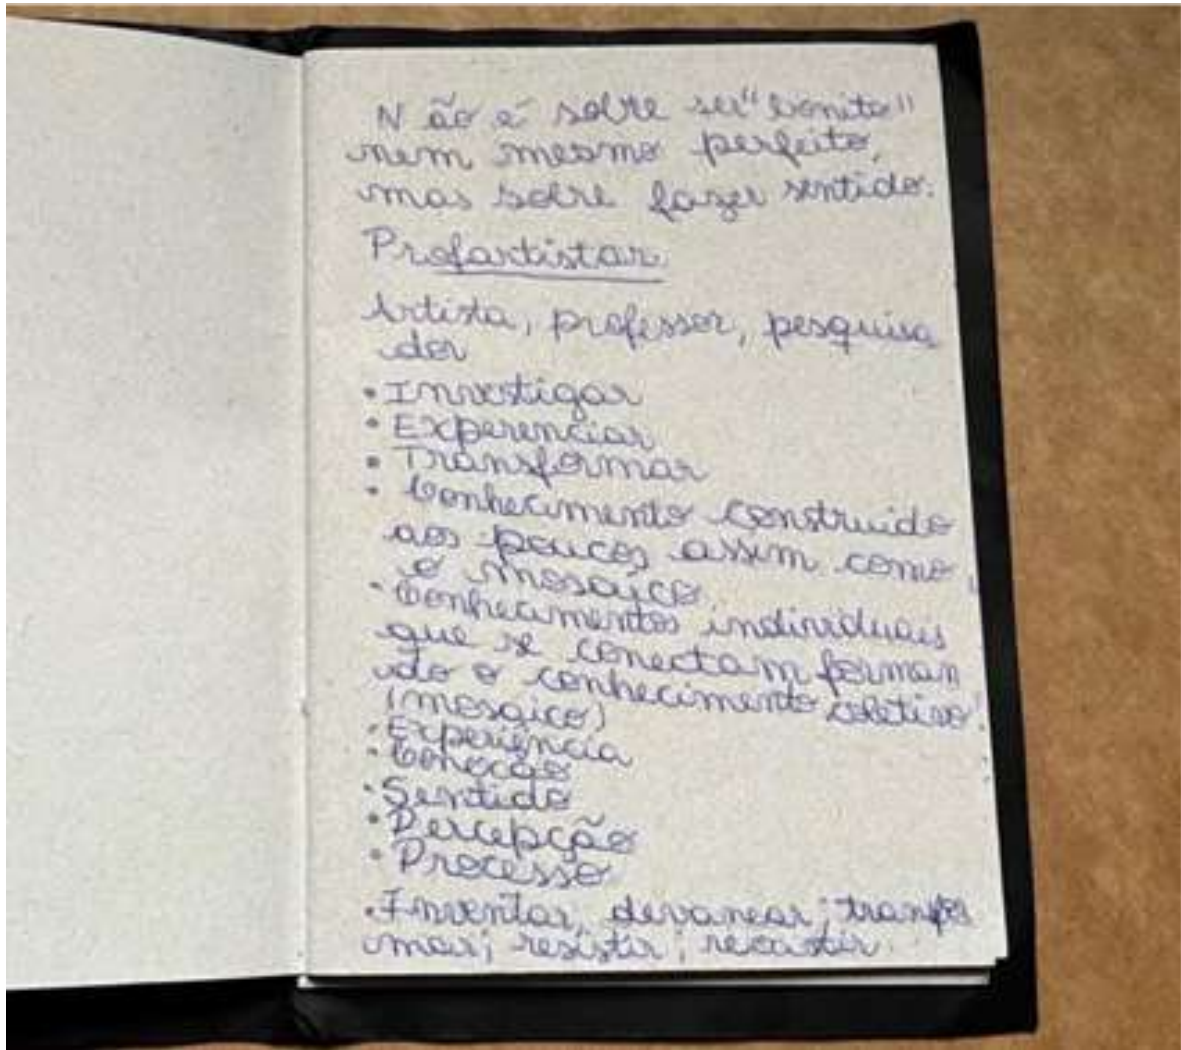 Não é sobre ser "bonito"
nem mesmo perfeito,
mas sobre fazer sentido.
Profartistar
Artista, professor, pesquisa
dor
• Investigar
• Experenciar
• Transformar
• Conhecimento construido
aos poucos assim como
o mosaico.
• Conhecimentos individuais
que se conectam forman
do o conhecimento coletivo.
(mosaico)
• Experiência
•
• Sentido
• Percepção
• Processo
• Inventar, devanear; transfor
mar; resistir;